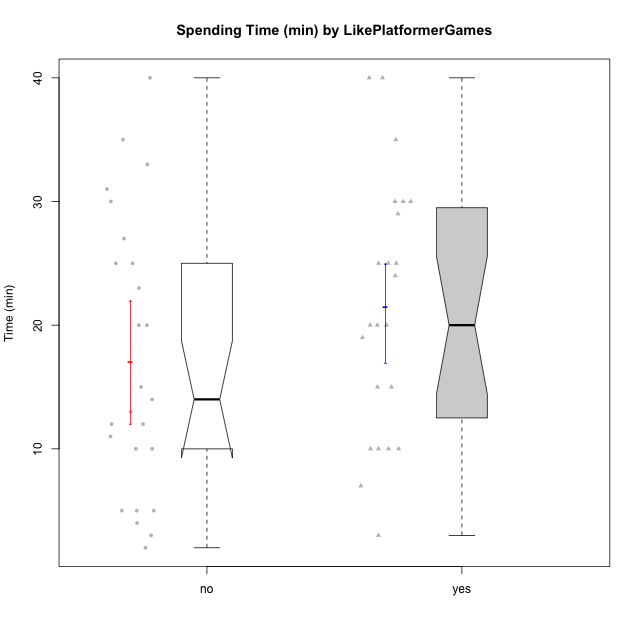 Spending Time (min) by LikePlatformerGames
Time (min)
40
30
20
10
no
yes